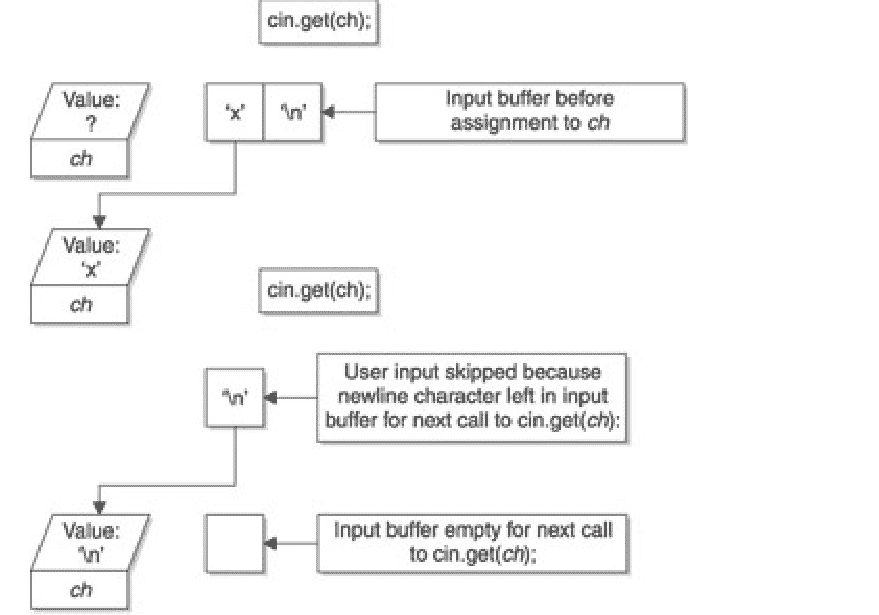 cin.get(ch);
Value:
?
ch
'x'
'\n'
Input buffer before
assignment to ch
Value:
'x'
ch
cin.get(ch);
'\n'
User input skipped because
newline character left in input
buffer for next call to cin.get(ch):
Value:
'\n'
ch
Input buffer empty for next call
to cin.get(ch);